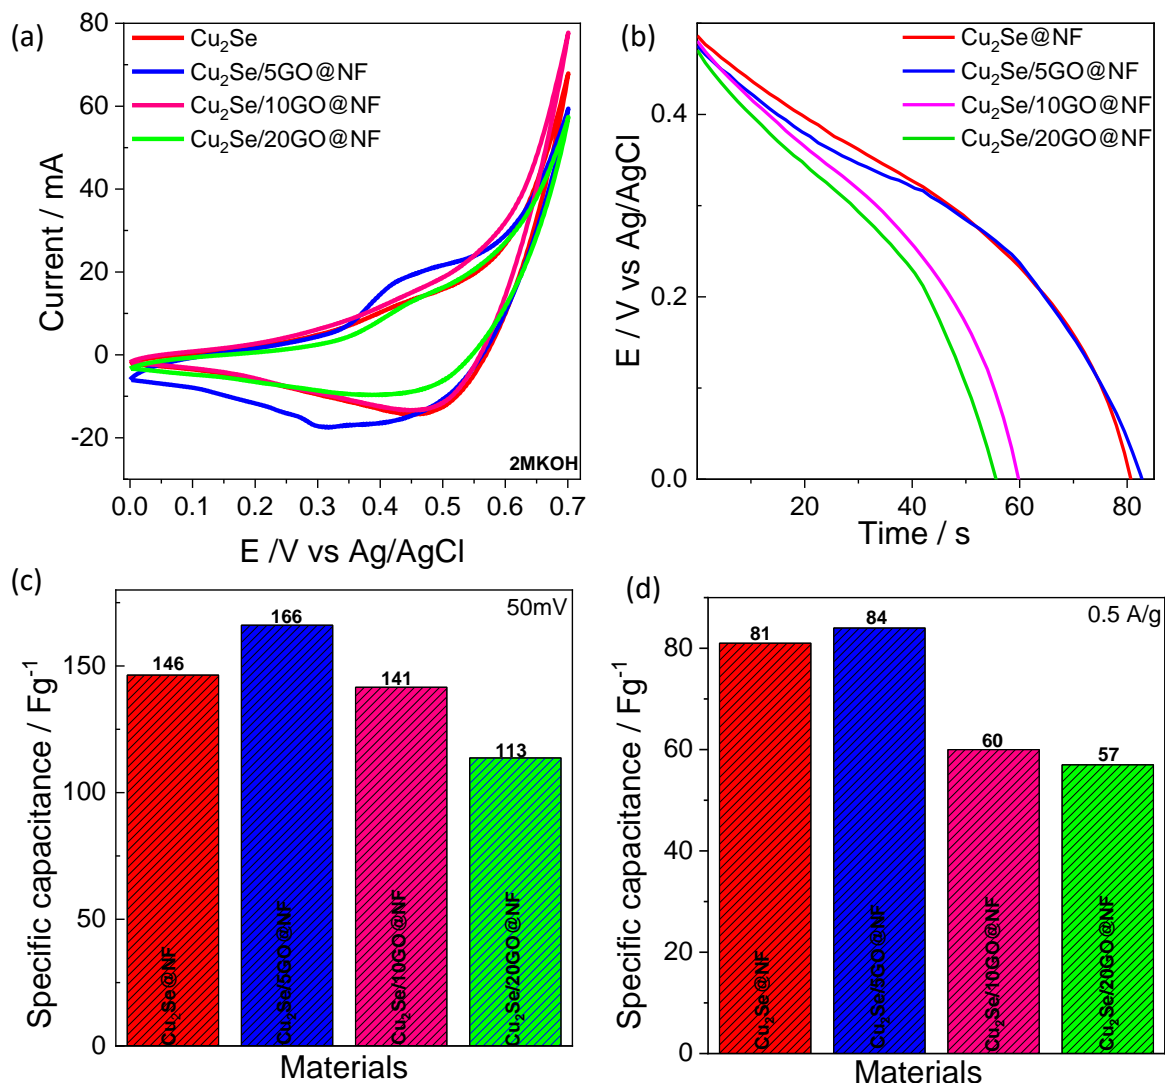 (a)
80
60
40
20
0
-20
Current / mA
Cu₂Se
Cu₂Se/5GO@NF
Cu₂Se/10GO@NF
Cu₂Se/20GO@NF
2MKOH
0.0 0.1 0.2 0.3 0.4 0.5 0.6 0.7
E /V vs Ag/AgCl
(b)
0.4
0.2
0.0
E / V vs Ag/AgCl
Cu₂Se@NF
Cu₂Se/5GO@NF
Cu₂Se/10GO@NF
Cu₂Se/20GO@NF
20 40 60 80
Time / s
(c)
50mV
150
100
50
0
Specific capacitance / Fg⁻¹
146
166
141
113
Cu₂Se@NF
Cu₂Se/5GO@NF
Cu₂Se/10GO@NF
Cu₂Se/20GO@NF
Materials
(d)
0.5 A/g
80
60
40
20
0
Specific capacitance / Fg⁻¹
81
84
60
57
Cu₂Se@NF
Cu₂Se/5GO@NF
Cu₂Se/10GO@NF
Cu₂Se/20GO@NF
Materials